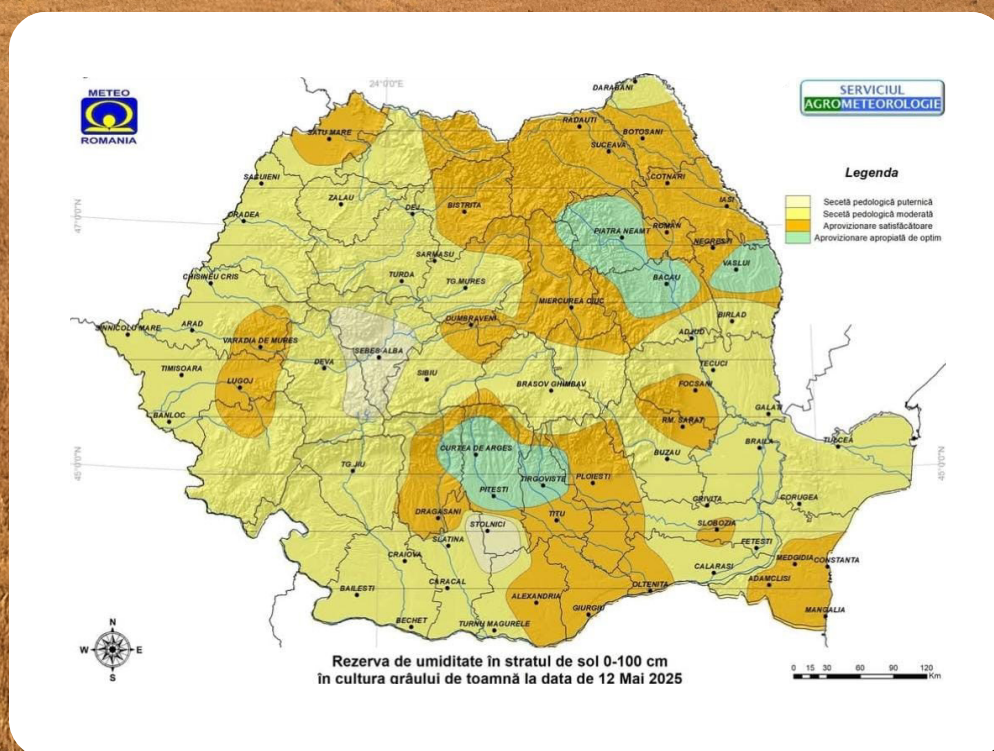 METEO
ROMANIA
24°0'0"E
SERVICIUL
AGROMETEOROLOGIE
Legenda
Secetă pedologică puternică
Secetă pedologică moderată
Aprovizionare satisfăcătoare
Aprovizionare apropiată de optim
47°0'0"N
45°0'0"N
45°0'0"N
DARABANI
RADAUTI
BOTOSANI
SATU MARE
SUCEAVA
SACUIENI
COTNARI
ZALAU
DEJ
BISTRITA
IASI
ORADEA
PIATRA NEAMT
ROMAN
NEGRESTI
SARMASU
VASLUI
CHISINEU CRIS
TURDA
TG.MURES
BACAU
MIERCUREA CIUC
DUMBRAVENI
BIRLAD
SINNICOLU MARE
ARAD
ADJUD
VARADIA DE MURES
SEBES-ALBA
DEVA
TECUCI
TIMISOARA
SIBIU
LUGOJ
BRASOV GHIMBAV
FOCSANI
BANLOC
GALATI
RM. SARAT
BRAILA
TULCEA
CURTEA DE ARGES
BUZAU
TG.JIU
TIRGOVISTE
PLOIESTI
PITESTI
GRIVITA
CORUGEA
DRAGASANI
TITU
STOLNICI
SLOBOZIA
SLATINA
FETESTI
CRAIOVA
MEDGIDIA
CONSTANTA
CALARASI
ADAMCLISI
BAILESTI
CARACAL
OLTENITA
ALEXANDRIA
GIURGIU
MANGALIA
BECHET
TURNU MAGURELE
N
W
E
S
Rezerva de umiditate în stratul de sol 0-100 cm
în cultura grâului de toamnă la data de 12 Mai 2025
0 15 30 60 90 120
Km